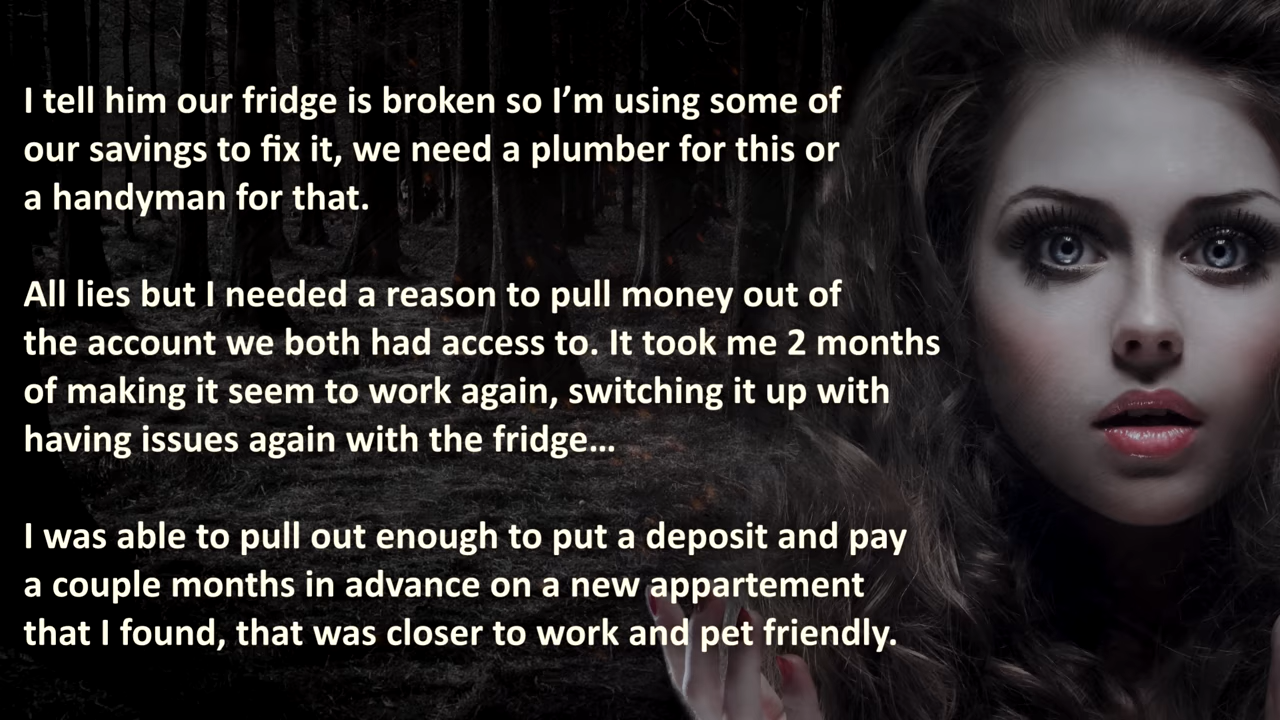 I tell him our fridge is broken so I’m using some of
our savings to fix it, we need a plumber for this or
a handyman for that.
All lies but I needed a reason to pull money out of
the account we both had access to. It took me 2 months
of making it seem to work again, switching it up with
having issues again with the fridge…
I was able to pull out enough to put a deposit and pay
a couple months in advance on a new appartement
that I found, that was closer to work and pet friendly.